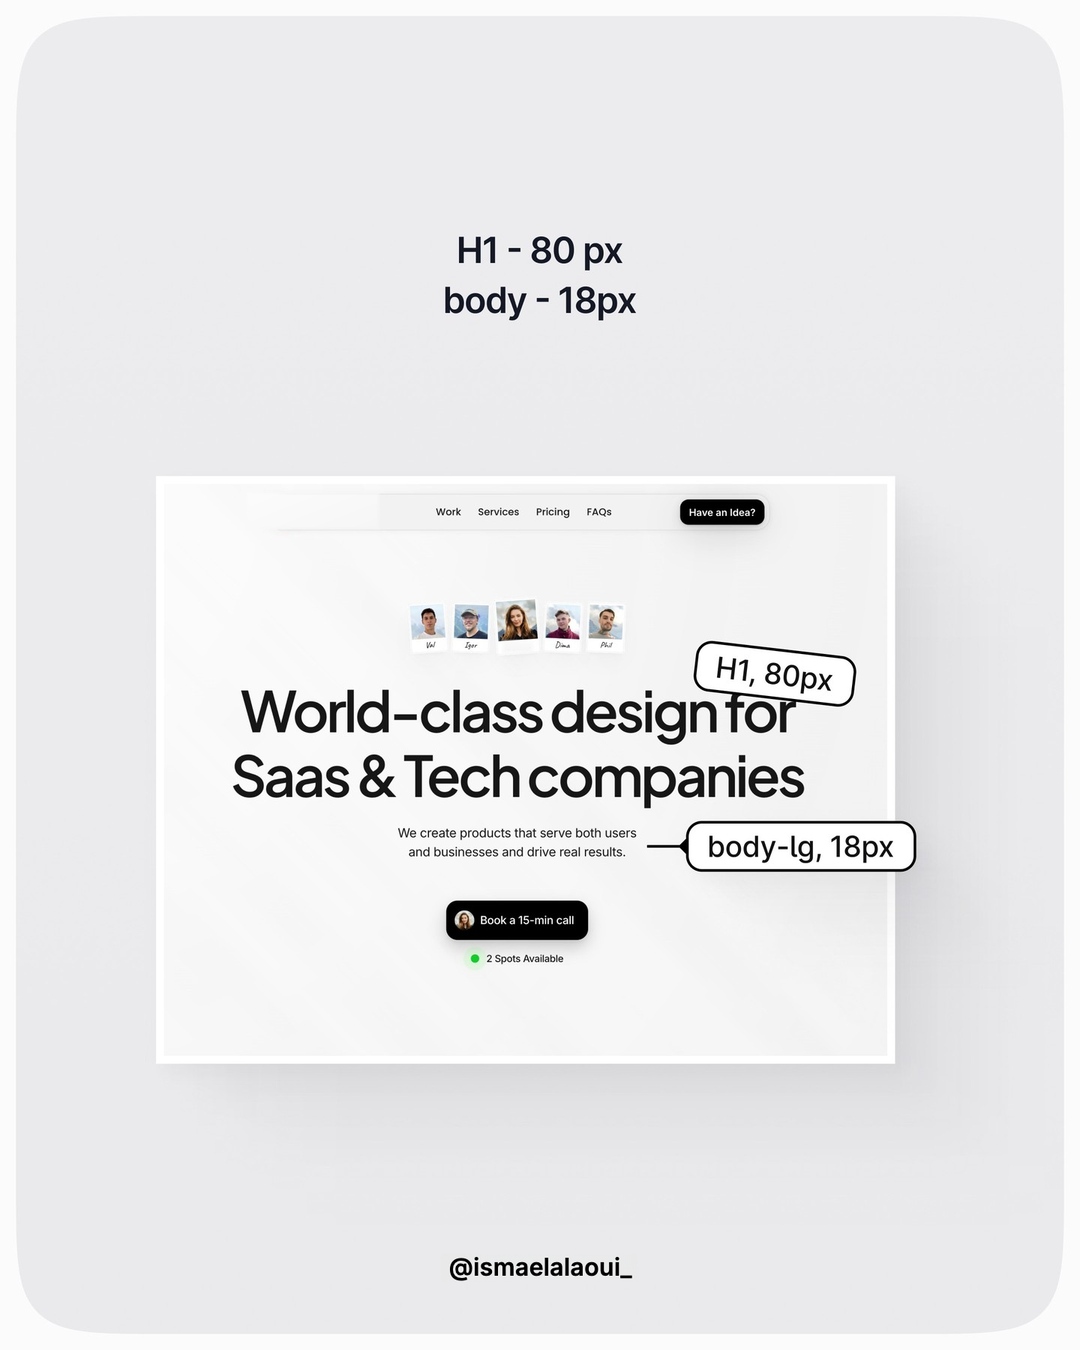 H1 - 80 px
body - 18px
Work Services Pricing FAQs Have an Idea?
Val Igor Dima Phil
H1, 80px
World-class design for
Saas & Tech companies
We create products that serve both users
and businesses and drive real results.
body-lg, 18px
Book a 15-min call
2 Spots Available
@ismaelalaoui_